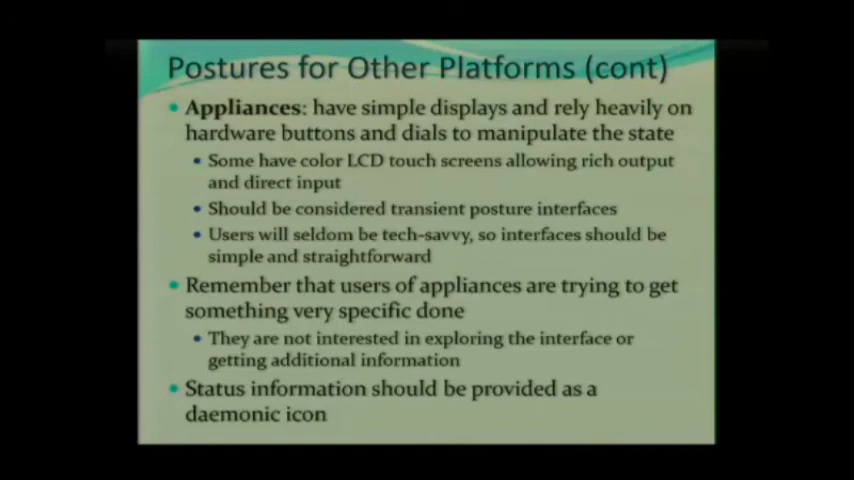 Postures for Other Platforms (cont)
Appliances: have simple displays and rely heavily on
hardware buttons and dials to manipulate the state
Some have color LCD touch screens allowing rich output
and direct input
Should be considered transient posture interfaces
Users will seldom be tech-savvy, so interfaces should be
simple and straightforward
Remember that users of appliances are trying to get
something very specific done
They are not interested in exploring the interface or
getting additional information
Status information should be provided as a
daemonic icon